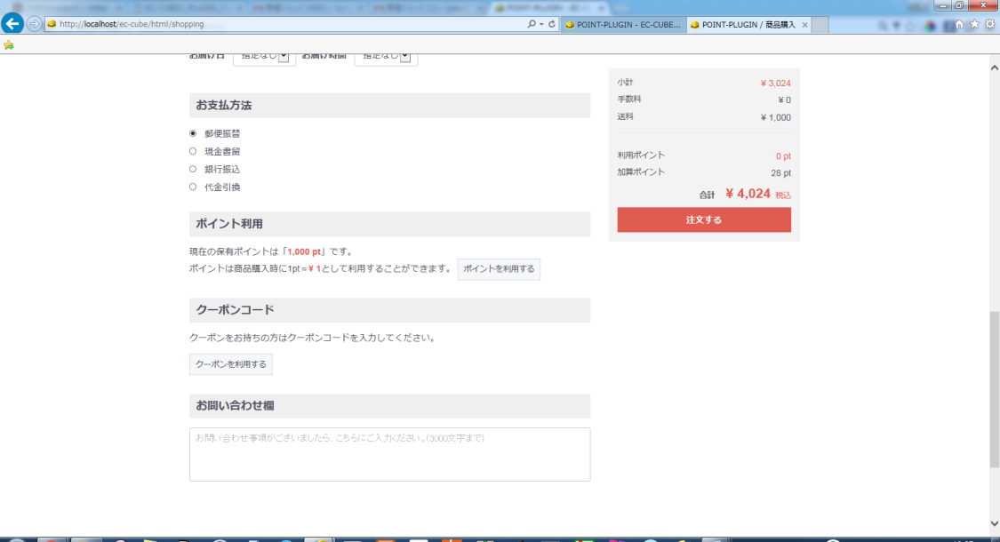 http://localhost/ec-cube/html/shopping
POINT-PLUGIN - EC-CUBE...
POINT-PLUGIN / 商品購入
お届け日 指定なし お届け時間 指定なし
お支払方法
郵便振替
現金書留
銀行振込
代金引換
ポイント利用
現在の保有ポイントは「1,000 pt」です。
ポイントは商品購入時に1pt=¥ 1として利用することができます。 ポイントを利用する
クーポンコード
クーポンをお持ちの方はクーポンコードを入力してください。
クーポンを利用する
お問い合わせ欄
お問い合わせ事項がございましたら、こちらにご入力ください。(3000文字まで)
小計 ¥ 3,024
手数料 ¥ 0
送料 ¥ 1,000
利用ポイント 0 pt
加算ポイント 28 pt
合計 ¥ 4,024 税込
注文する